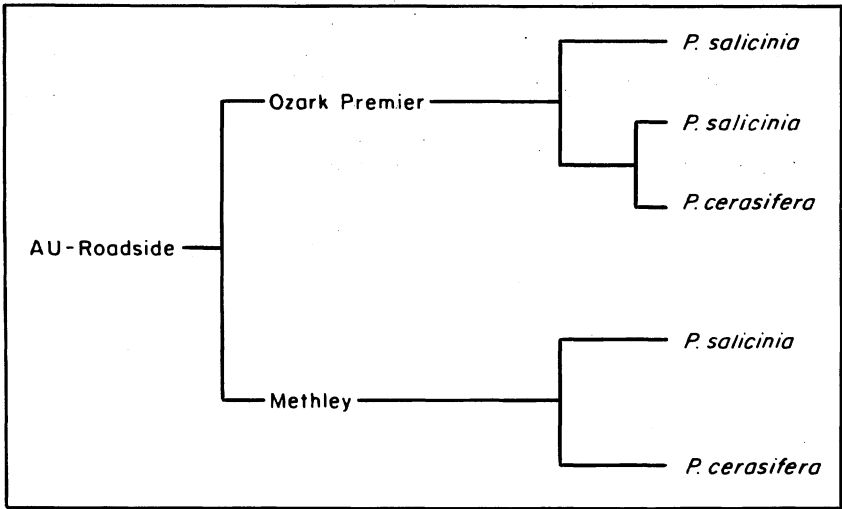 P. salicinia
Ozark Premier
P. salicinia
P. cerasifera
AU-Roadside
P. salicinia
Methley
P. cerasifera